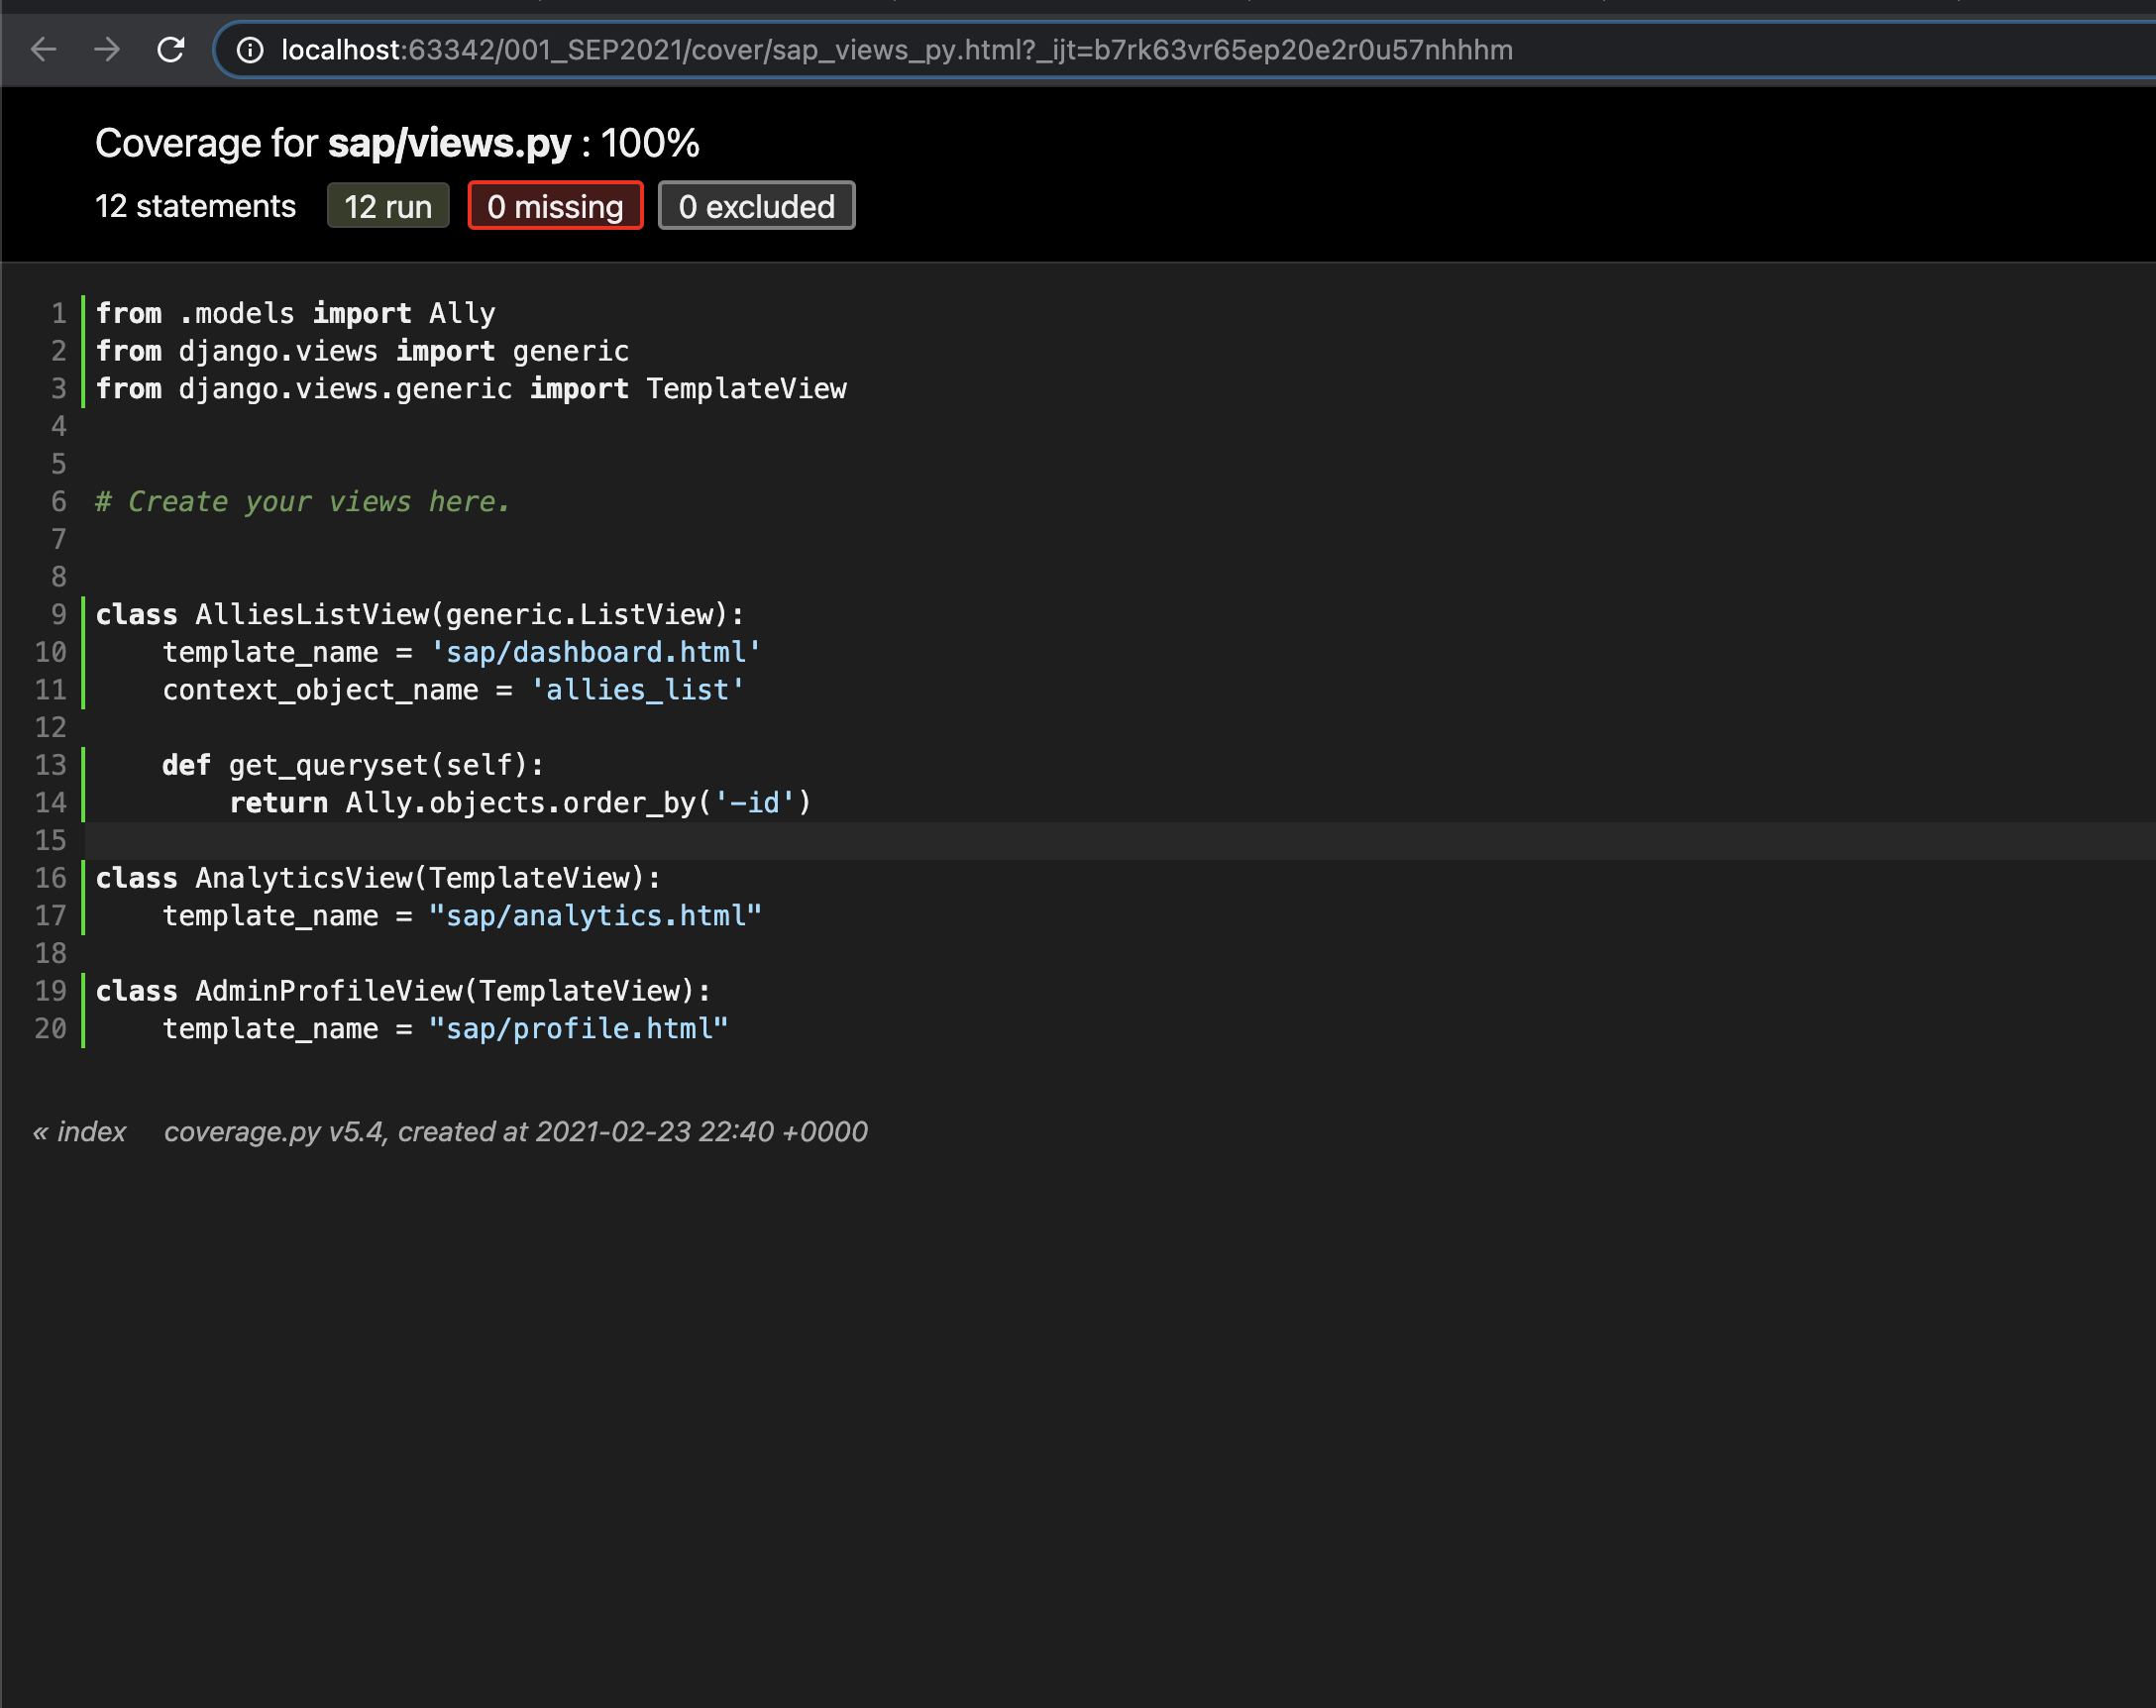 localhost:63342/001_SEP2021/cover/sap_views_py.html?_ijt=b7rk63vr65ep20e2r0u57nhhhm
Coverage for sap/views.py : 100%
12 statements 12 run 0 missing 0 excluded
1 from .models import Ally
2 from django.views import generic
3 from django.views.generic import TemplateView
4
5
6 # Create your views here.
7
8
9 class AlliesListView(generic.ListView):
10     template_name = 'sap/dashboard.html'
11     context_object_name = 'allies_list'
12
13     def get_queryset(self):
14         return Ally.objects.order_by('-id')
15
16 class AnalyticsView(TemplateView):
17     template_name = "sap/analytics.html"
18
19 class AdminProfileView(TemplateView):
20     template_name = "sap/profile.html"
« index coverage.py v5.4, created at 2021-02-23 22:40 +0000